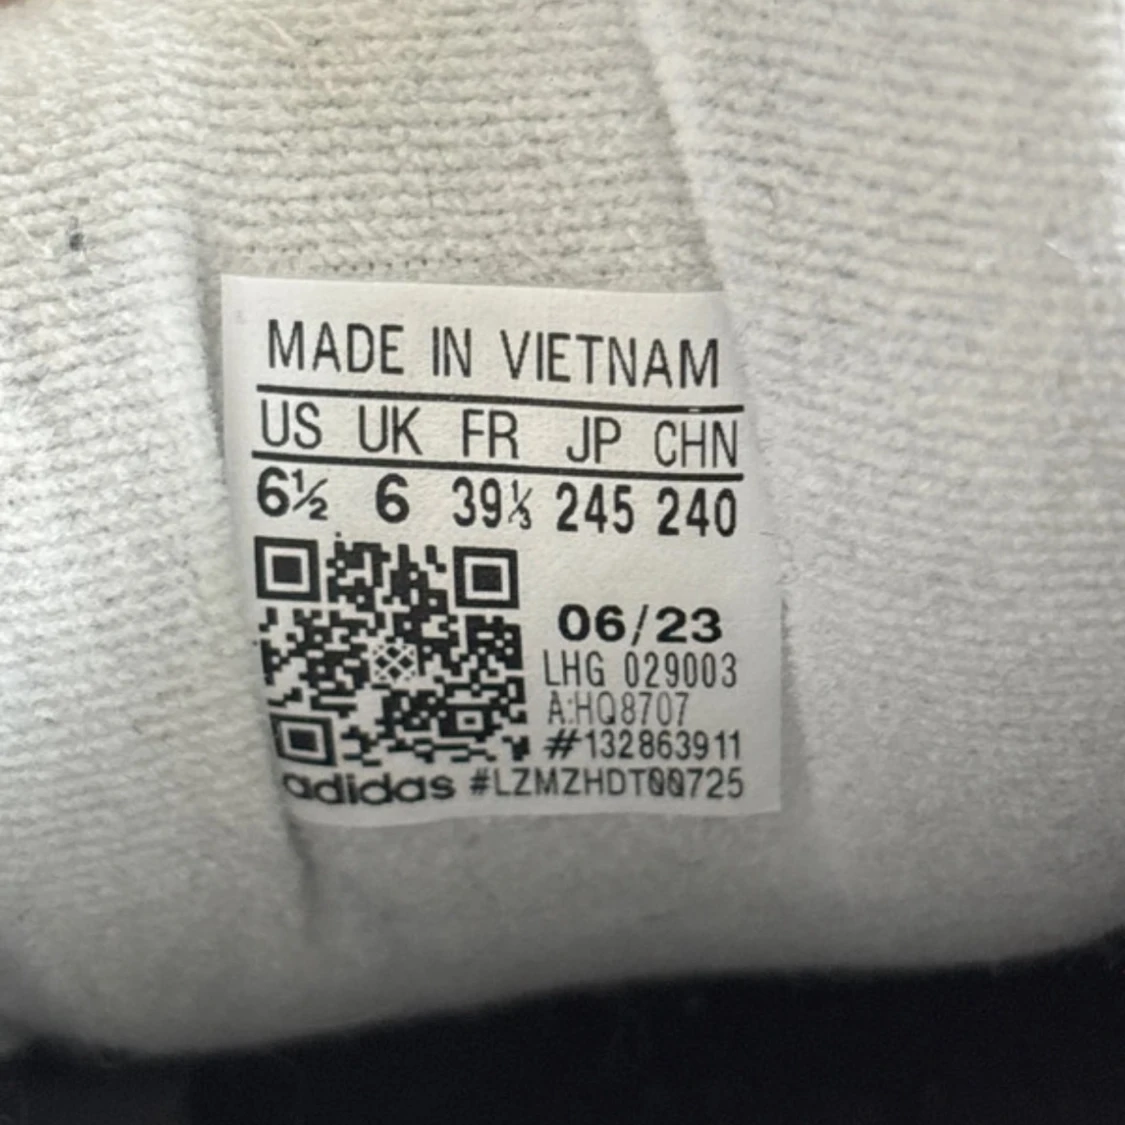 MADE IN VIETNAM
US UK FR JP CHN
6½ 6 39⅓ 245 240
06/23
LHG 029003
A:HQ8707
#132863911
adidas #LZMZHDT00725